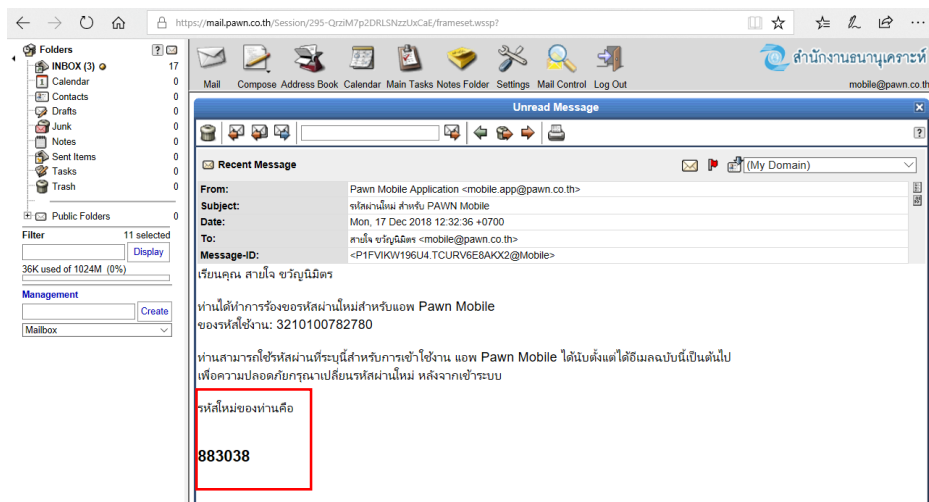 https://mail.pawn.co.th/Session/295-QrziM7p2DRLSNzzUxCaE/frameset.wssp?
Folders
INBOX (3) 17
Calendar 0
Contacts 0
Drafts 0
Junk 0
Notes 0
Sent Items 0
Tasks 0
Trash 0
Public Folders 0
Filter 11 selected
Display
36K used of 1024M (0%)
Management
Create
Mailbox
Mail Compose Address Book Calendar Main Tasks Notes Folder Settings Mail Control Log Out
สำนักงานธนานุเคราะห์
mobile@pawn.co.th
Unread Message
Recent Message
(My Domain)
From: Pawn Mobile Application <mobile.app@pawn.co.th>
Subject: รหัสผ่านใหม่ สำหรับ PAWN Mobile
Date: Mon, 17 Dec 2018 12:32:36 +0700
To: สายใจ ขวัญนิมิตร <mobile@pawn.co.th>
Message-ID: <P1FVIKW196U4.TCURV6E8AKX2@Mobile>
เรียนคุณ สายใจ ขวัญนิมิตร
ท่านได้ทำการร้องขอรหัสผ่านใหม่สำหรับแอพ Pawn Mobile
ของรหัสใช้งาน: 3210100782780
ท่านสามารถใช้รหัสผ่านที่ระบุนี้สำหรับการเข้าใช้งาน แอพ Pawn Mobile ได้นับตั้งแต่ได้อีเมลฉบับนี้เป็นต้นไป
เพื่อความปลอดภัยกรุณาเปลี่ยนรหัสผ่านใหม่ หลังจากเข้าระบบ
รหัสใหม่ของท่านคือ
883038